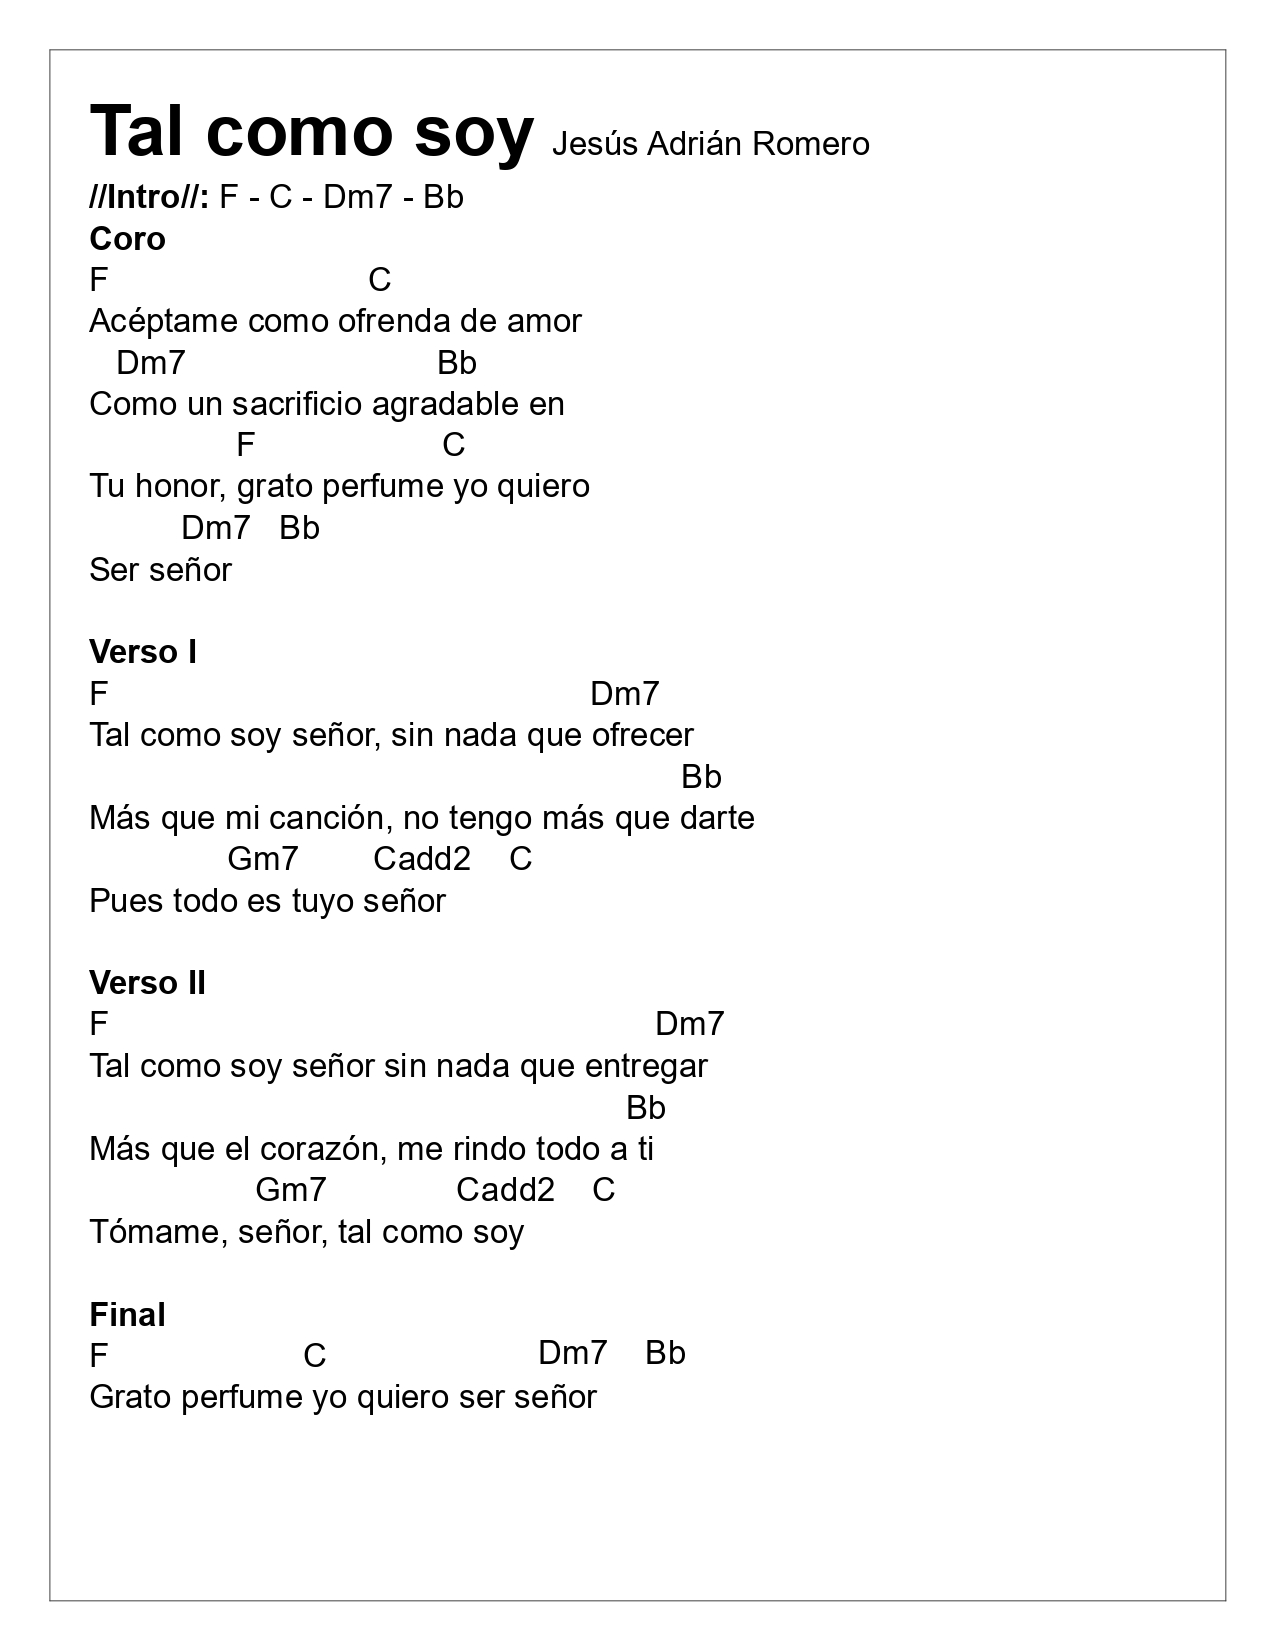 Tal como soy Jesús Adrián Romero
//Intro//: F - C - Dm7 - Bb
Coro
F C
Acéptame como ofrenda de amor
Dm7 Bb
Como un sacrificio agradable en
F C
Tu honor, grato perfume yo quiero
Dm7 Bb
Ser señor
Verso I
F Dm7
Tal como soy señor, sin nada que ofrecer
Bb
Más que mi canción, no tengo más que darte
Gm7 Cadd2 C
Pues todo es tuyo señor
Verso II
F Dm7
Tal como soy señor sin nada que entregar
Bb
Más que el corazón, me rindo todo a ti
Gm7 Cadd2 C
Tómame, señor, tal como soy
Final
F C Dm7 Bb
Grato perfume yo quiero ser señor